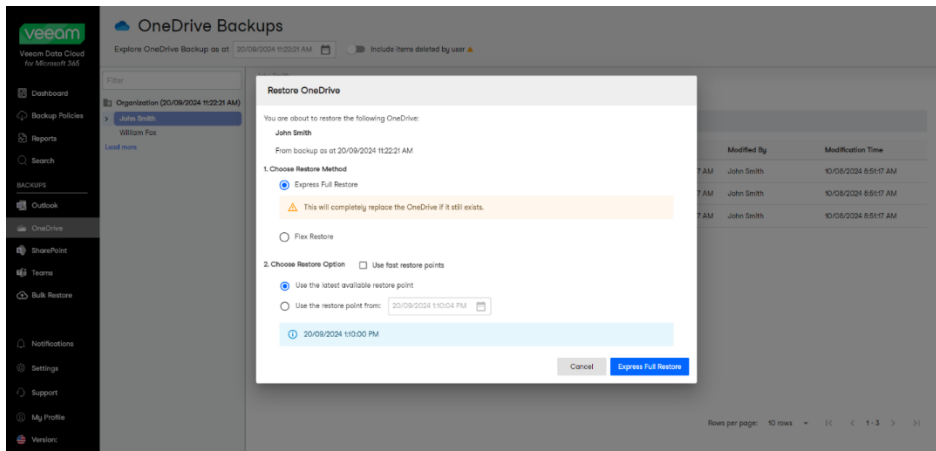 veeam
Veeam Data Cloud
for Microsoft 365
Dashboard
Backup Policies
Reports
Search
BACKUPS
Outlook
OneDrive
SharePoint
Teams
Bulk Restore
Notifications
Settings
Support
My Profile
Version:
OneDrive Backups
Explore OneDrive Backup as at 20/09/2024 11:22:21 AM
Include items deleted by user
Filter
Organization (20/09/2024 11:22:21 AM)
John Smith
William Fox
Load more
Restore OneDrive
You are about to restore the following OneDrive:
John Smith
From backup as at 20/09/2024 11:22:21 AM
1. Choose Restore Method
Express Full Restore
This will completely replace the OneDrive if it still exists.
Flex Restore
2. Choose Restore Option Use fast restore points
Use the latest available restore point
Use the restore point from: 20/09/2024 1:10:04 PM
20/09/2024 1:10:00 PM
Cancel Express Full Restore
Modified By Modification Time
7 AM John Smith 10/08/2024 8:51:17 AM
7 AM John Smith 10/08/2024 8:51:17 AM
7 AM John Smith 10/08/2024 8:51:17 AM
Rows per page: 10 rows 1-3